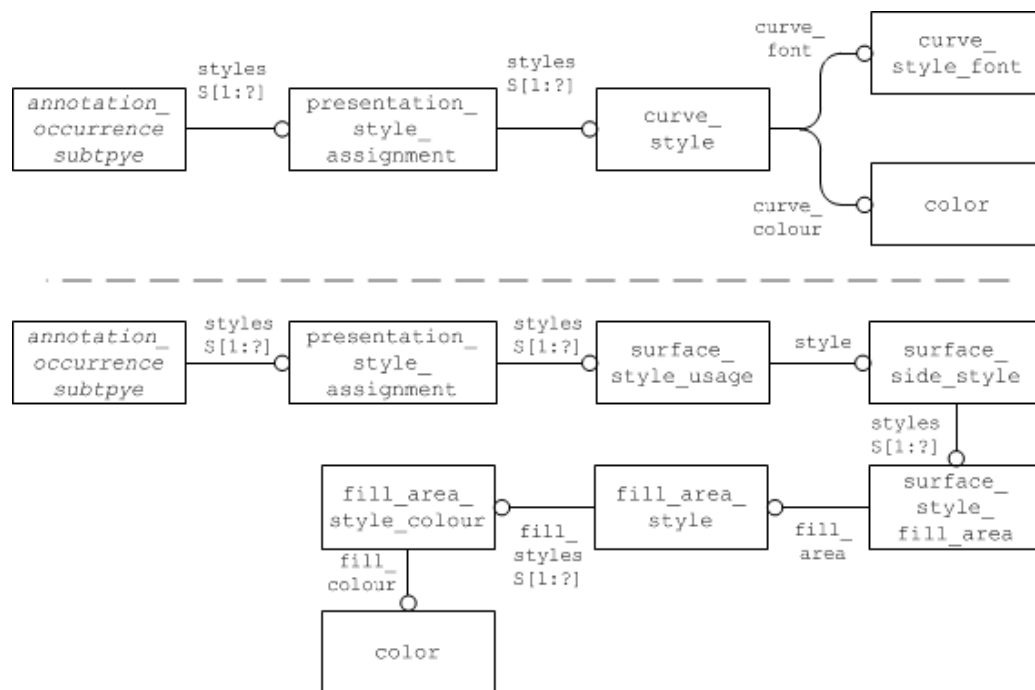 curve_
font
curve_
style_font
styles
S[1:?]
styles
S[1:?]
annotation_
occurrence
subtpye
presentation_
style_
assignment
curve_
style
curve_
colour
color
annotation_
occurrence
subtpye
styles
S[1:?]
presentation_
style_
assignment
styles
S[1:?]
surface_
style_usage
style
surface_
side_style
styles
S[1:?]
surface_
style_
fill_area
fill_
area
fill_area_
style
fill_
styles
S[1:?]
fill_area_
style_colour
fill_
colour
color